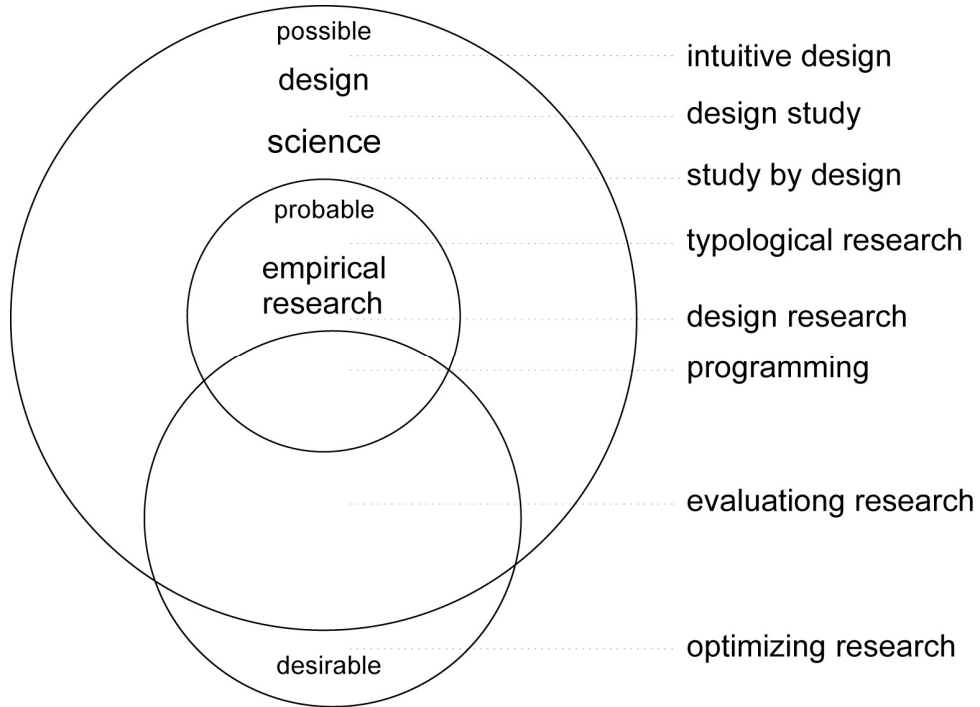 possible
intuitive design
design
design study
science
study by design
probable
typological research
empirical
research
design research
programming
evaluationg research
optimizing research
desirable